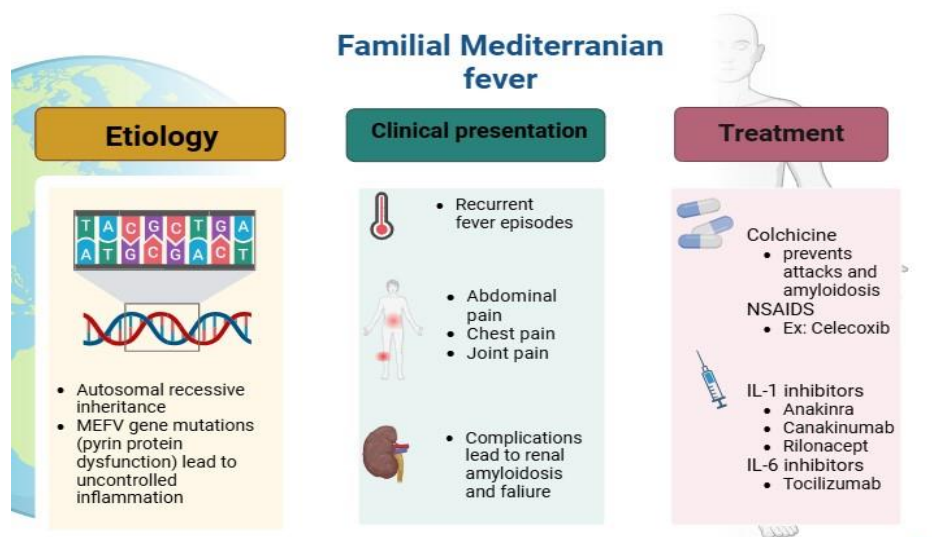 Familial Mediterranian
fever
Etiology
T A C G C T G A
A T G C G A C T
• Autosomal recessive
inheritance
• MEFV gene mutations
(pyrin protein
dysfunction) lead to
uncontrolled
inflammation
Clinical presentation
• Recurrent
fever episodes
• Abdominal
pain
• Chest pain
• Joint pain
• Complications
lead to renal
amyloidosis
and faliure
Treatment
Colchicine
• prevents
attacks and
amyloidosis
NSAIDS
• Ex: Celecoxib
IL-1 inhibitors
• Anakinra
• Canakinumab
• Rilonacept
IL-6 inhibitors
• Tocilizumab